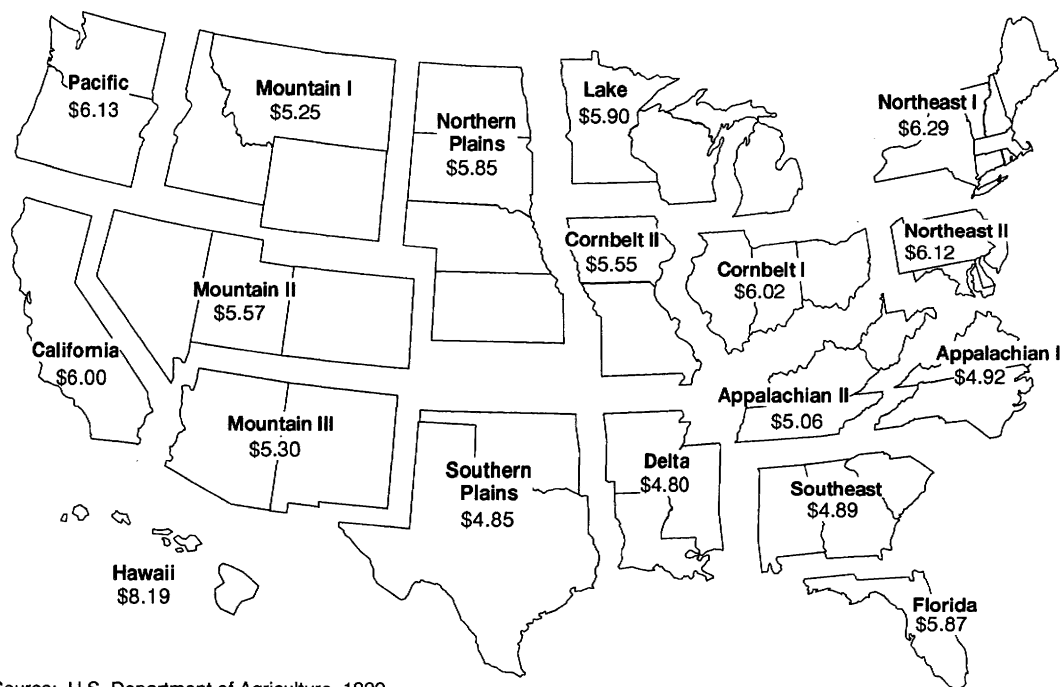 Pacific
$6.13
Mountain I
$5.25
Northern
Plains
$5.85
Lake
$5.90
Northeast I
$6.29
Northeast II
$6.12
Cornbelt II
$5.55
Cornbelt I
$6.02
Mountain II
$5.57
California
$6.00
Appalachian I
$4.92
Appalachian II
$5.06
Mountain III
$5.30
Southern
Plains
$4.85
Delta
$4.80
Southeast
$4.89
Hawaii
$8.19
Florida
$5.87
Source: U.S. Department of Agriculture